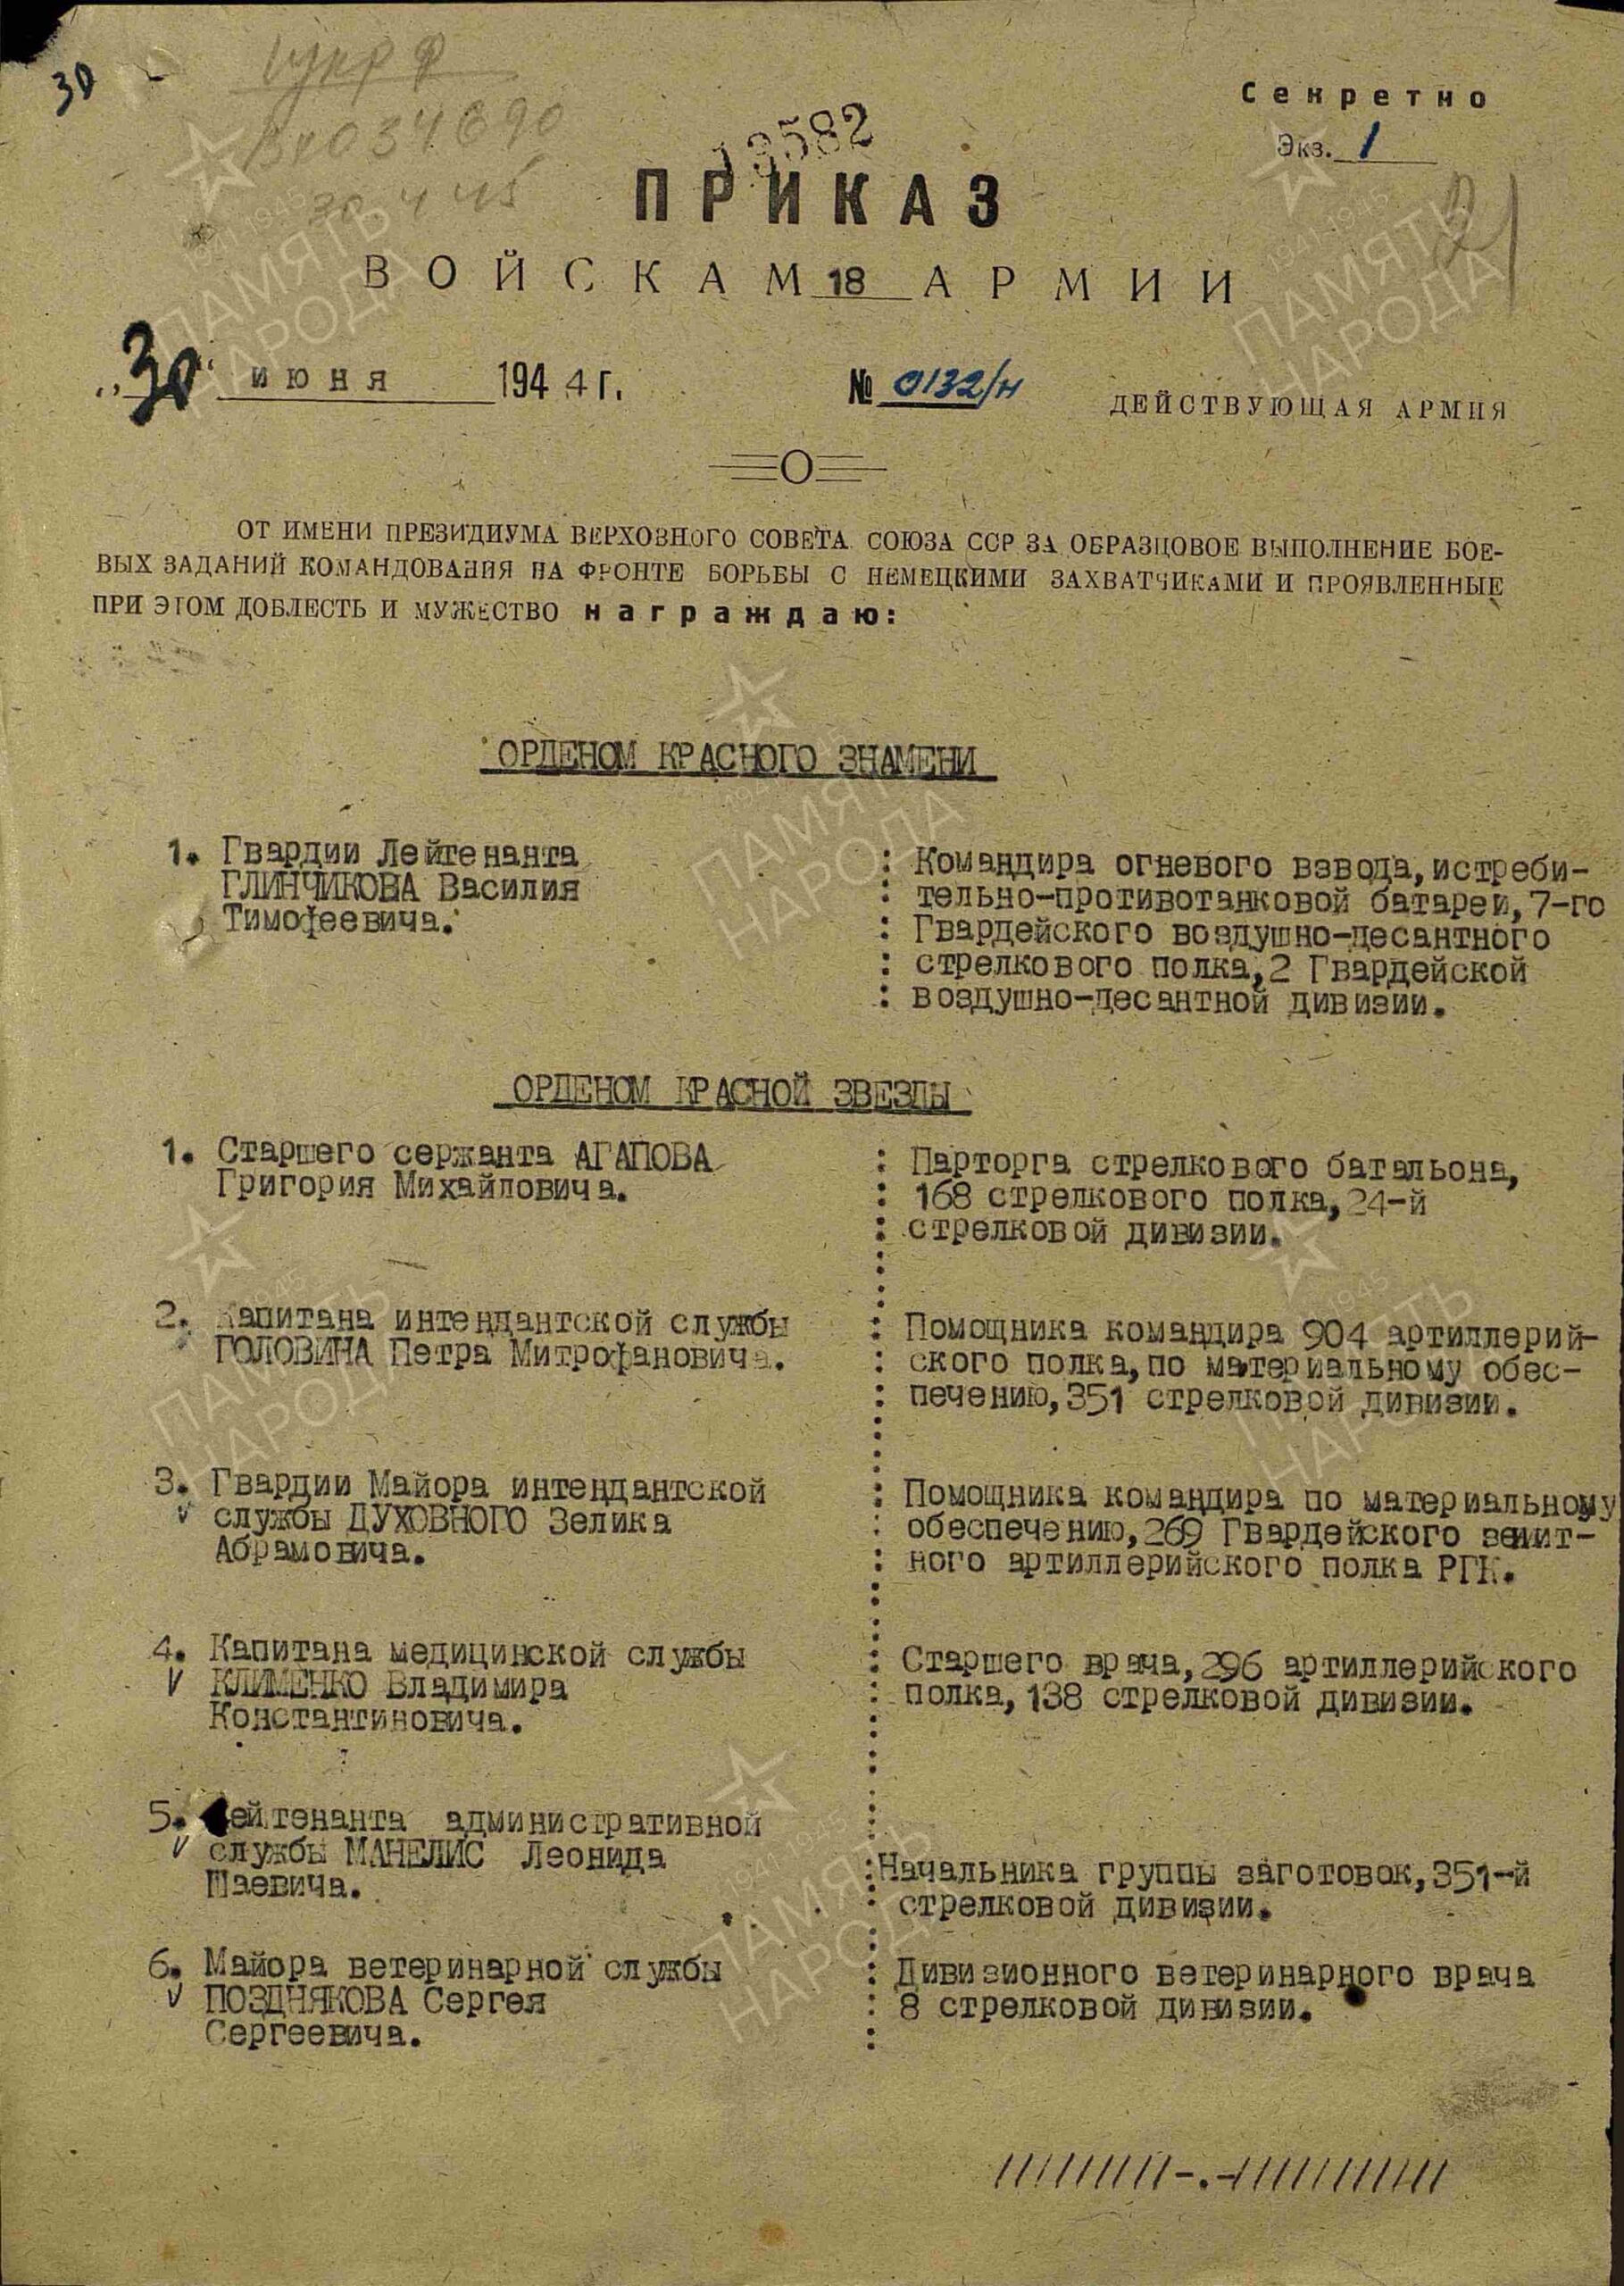 30
Секретно
Экз. 1
13582
ПРИКАЗ
ВОЙСКАМ 18 АРМИИ
„30“ июня 1944 г. № 0132/н ДЕЙСТВУЮЩАЯ АРМИЯ
ОТ ИМЕНИ ПРЕЗИДИУМА ВЕРХОВНОГО СОВЕТА СОЮЗА ССР ЗА ОБРАЗЦОВОЕ ВЫПОЛНЕНИЕ БОЕ-
ВЫХ ЗАДАНИЙ КОМАНДОВАНИЯ НА ФРОНТЕ БОРЬБЫ С НЕМЕЦКИМИ ЗАХВАТЧИКАМИ И ПРОЯВЛЕННЫЕ
ПРИ ЭТОМ ДОБЛЕСТЬ И МУЖЕСТВО награждаю:
ОРДЕНОМ КРАСНОГО ЗНАМЕНИ
1. Гвардии Лейтенанта
ГЛИНЧИКОВА Василия
Тимофеевича.
: Командира огневого взвода, истреби-
: тельно-противотанковой батареи, 7-го
: Гвардейского воздушно-десантного
: стрелкового полка, 2 Гвардейской
: воздушно-десантной дивизии.
ОРДЕНОМ КРАСНОЙ ЗВЕЗДЫ
1. Старшего сержанта АГАПОВА
Григория Михайловича.
: Парторга стрелкового батальона,
: 168 стрелкового полка, 24-й
: стрелковой дивизии.
2. Капитана интендантской службы
ГОЛОВИНА Петра Митрофановича.
: Помощника командира 904 артиллерий-
: ского полка, по материальному обес-
: печению, 351 стрелковой дивизии.
3. Гвардии Майора интендантской
службы ДУХОВНОГО Зелика
Абрамовича.
: Помощника командира по материальному
: обеспечению, 269 Гвардейского зенит-
: ного артиллерийского полка РГК.
4. Капитана медицинской службы
КЛИМЕНКО Владимира
Константиновича.
: Старшего врача, 296 артиллерийского
: полка, 138 стрелковой дивизии.
5. Лейтенанта административной
службы МАНЕЛИС Леонида
Шаевича.
: Начальника группы заготовок, 351-й
: стрелковой дивизии.
6. Майора ветеринарной службы
ПОЗДНЯКОВА Сергея
Сергеевича.
: Дивизионного ветеринарного врача
: 8 стрелковой дивизии.
//////////-.-////////////
ПАМЯТЬ НАРОДА
1941-1945